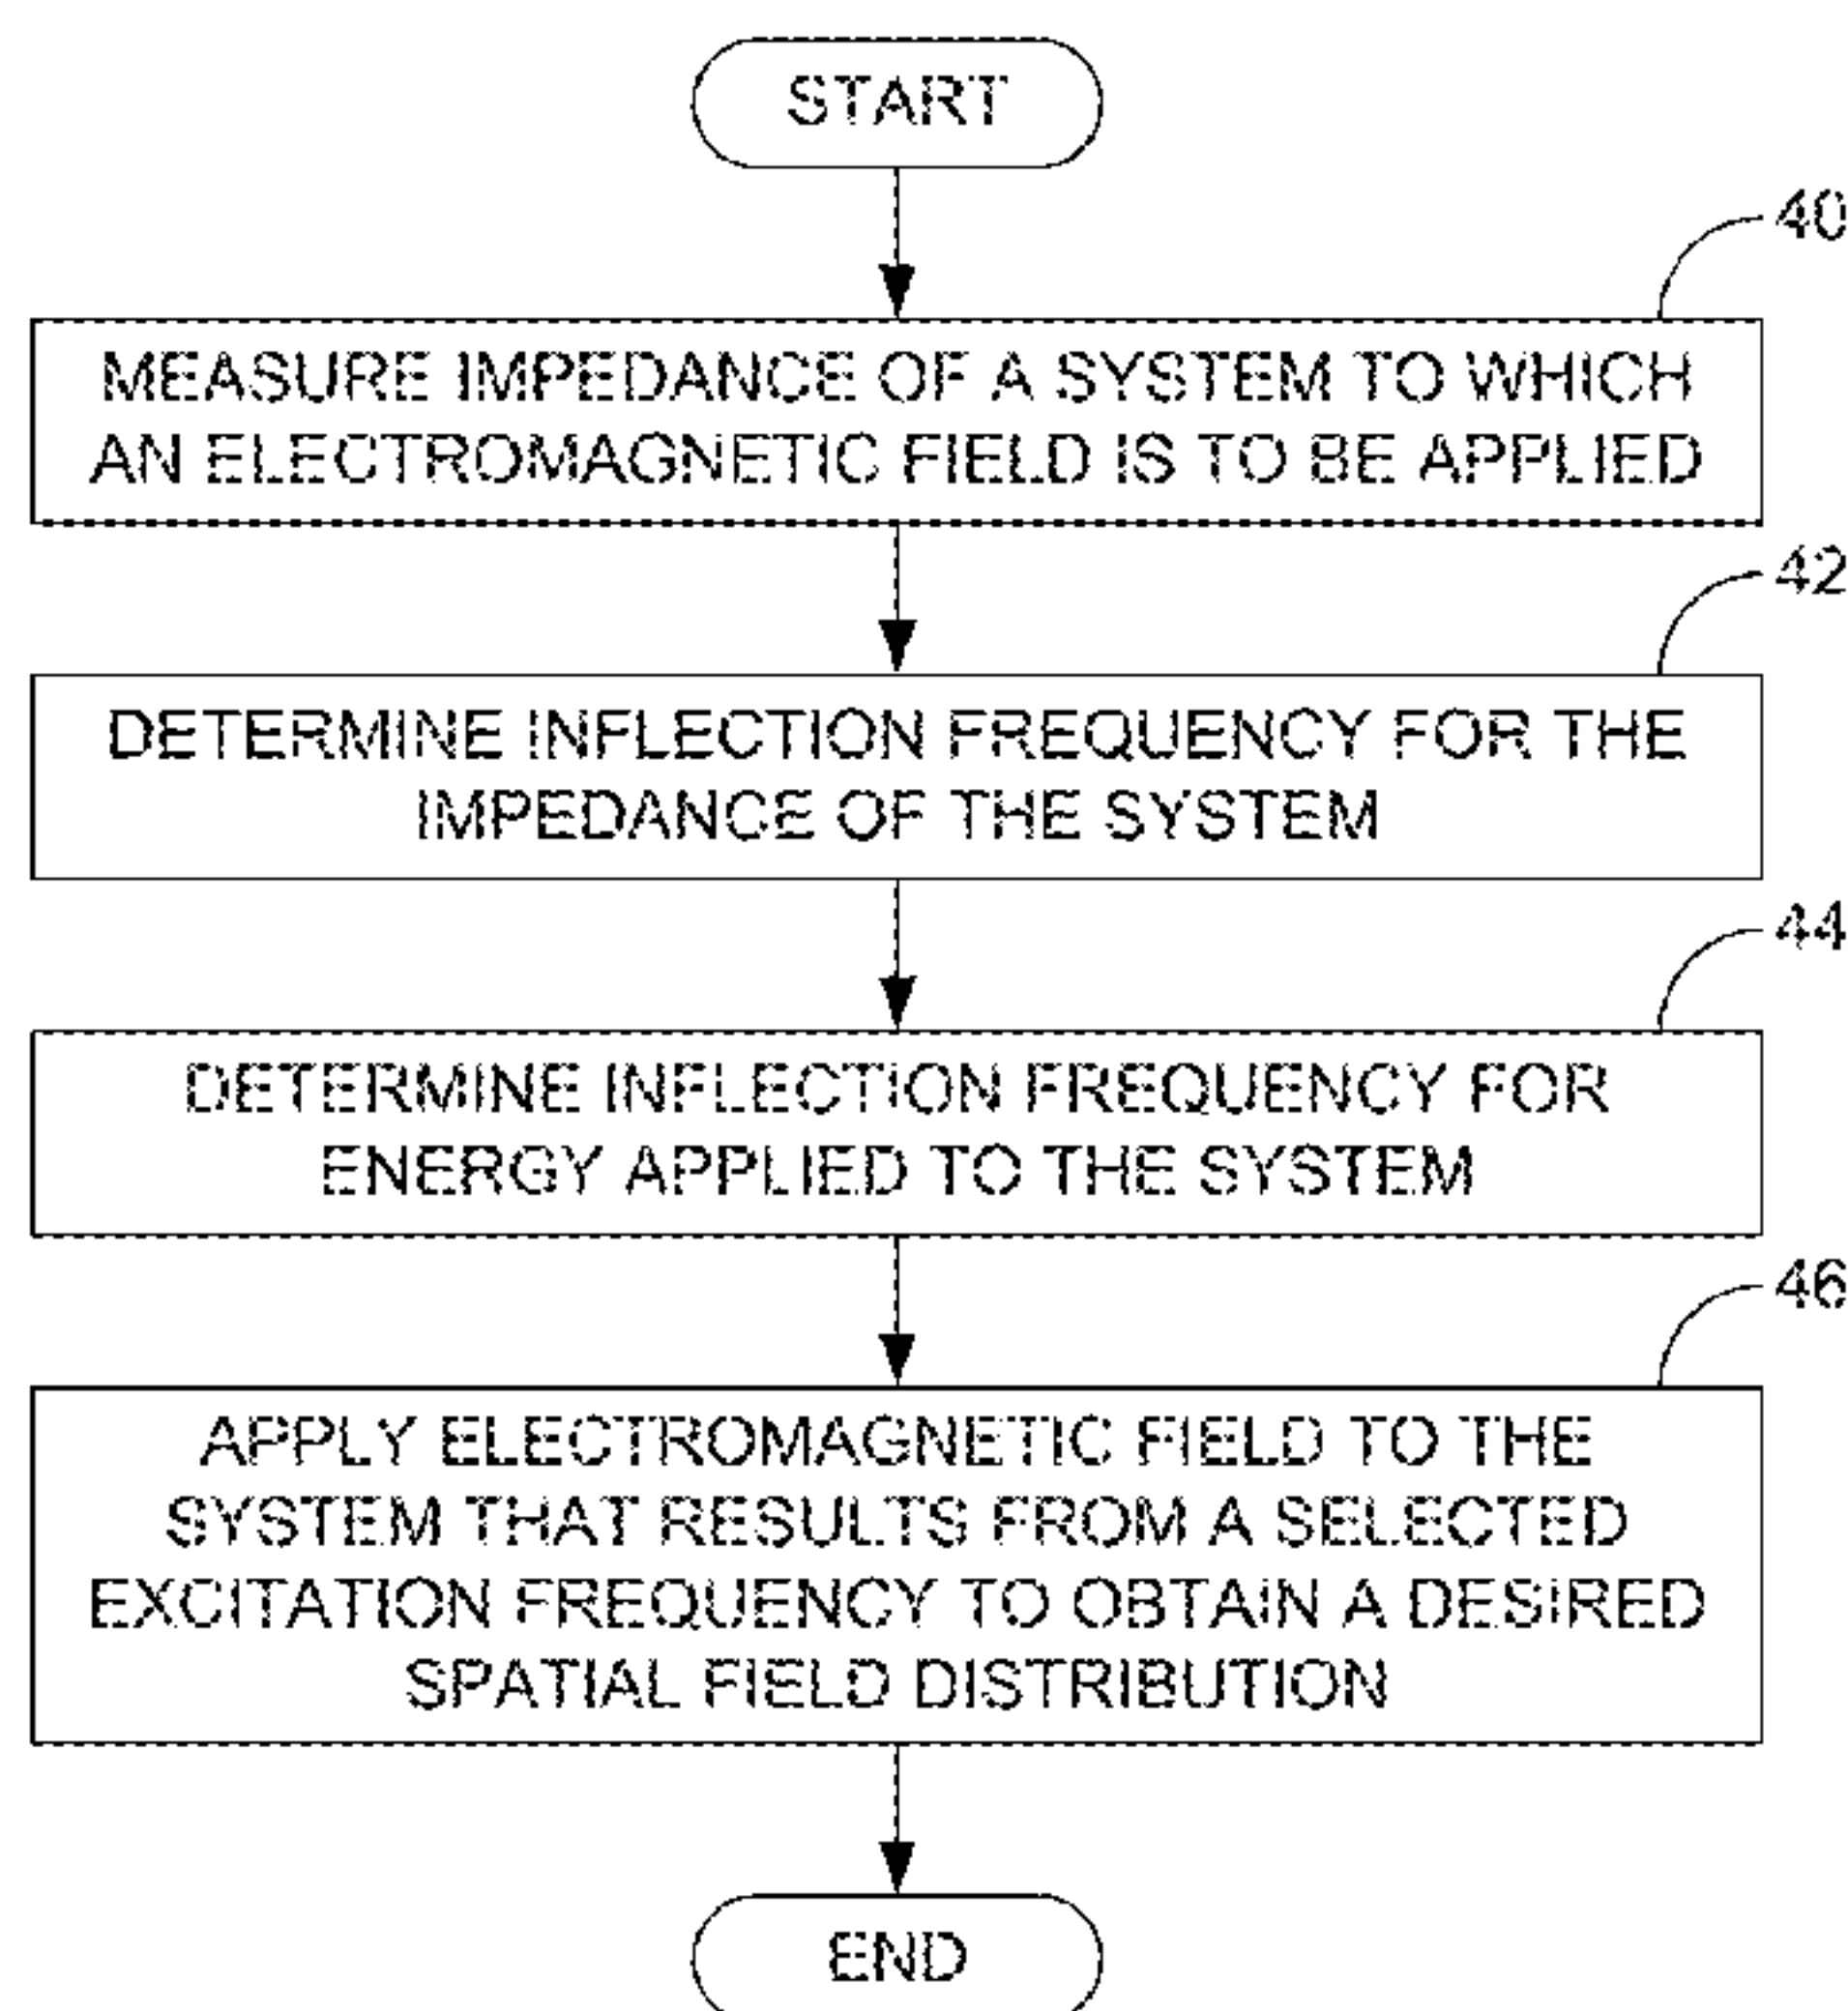 START
40
MEASURE IMPEDANCE OF A SYSTEM TO WHICH
AN ELECTROMAGNETIC FIELD IS TO BE APPLIED
42
DETERMINE INFLECTION FREQUENCY FOR THE
IMPEDANCE OF THE SYSTEM
44
DETERMINE INFLECTION FREQUENCY FOR
ENERGY APPLIED TO THE SYSTEM
46
APPLY ELECTROMAGNETIC FIELD TO THE
SYSTEM THAT RESULTS FROM A SELECTED
EXCITATION FREQUENCY TO OBTAIN A DESIRED
SPATIAL FIELD DISTRIBUTION
END